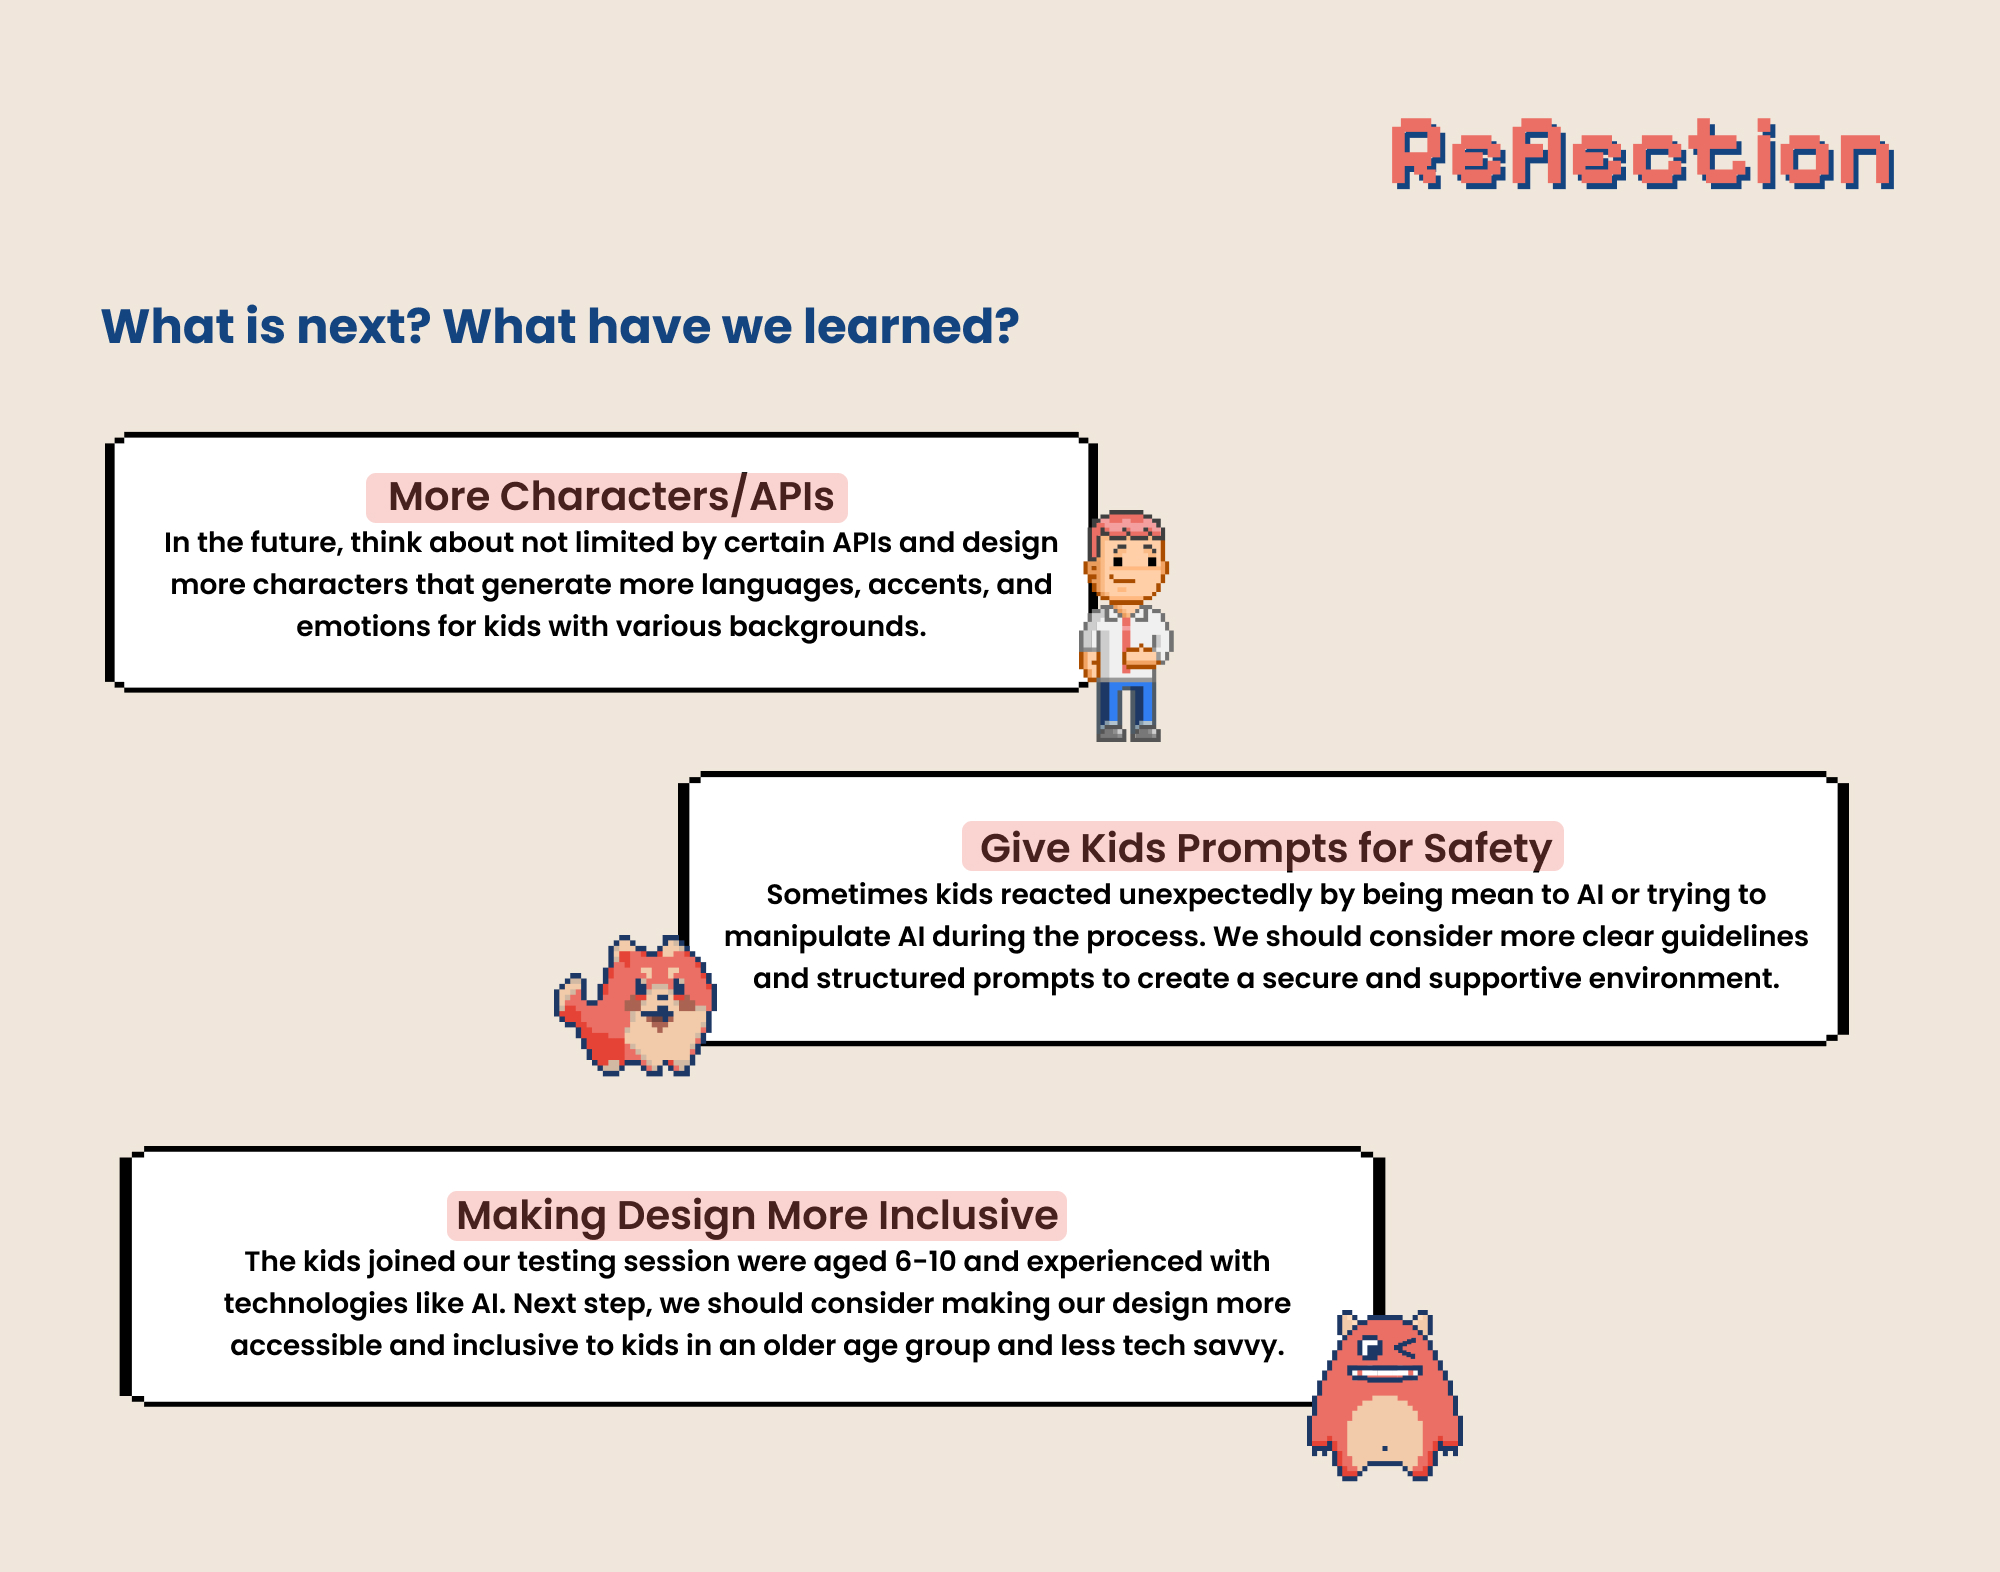 Reflection
What is next? What have we learned?
More Characters/APIs
In the future, think about not limited by certain APIs and design
more characters that generate more languages, accents, and
emotions for kids with various backgrounds.
Give Kids Prompts for Safety
Sometimes kids reacted unexpectedly by being mean to AI or trying to
manipulate AI during the process. We should consider more clear guidelines
and structured prompts to create a secure and supportive environment.
Making Design More Inclusive
The kids joined our testing session were aged 6-10 and experienced with
technologies like AI. Next step, we should consider making our design more
accessible and inclusive to kids in an older age group and less tech savvy.